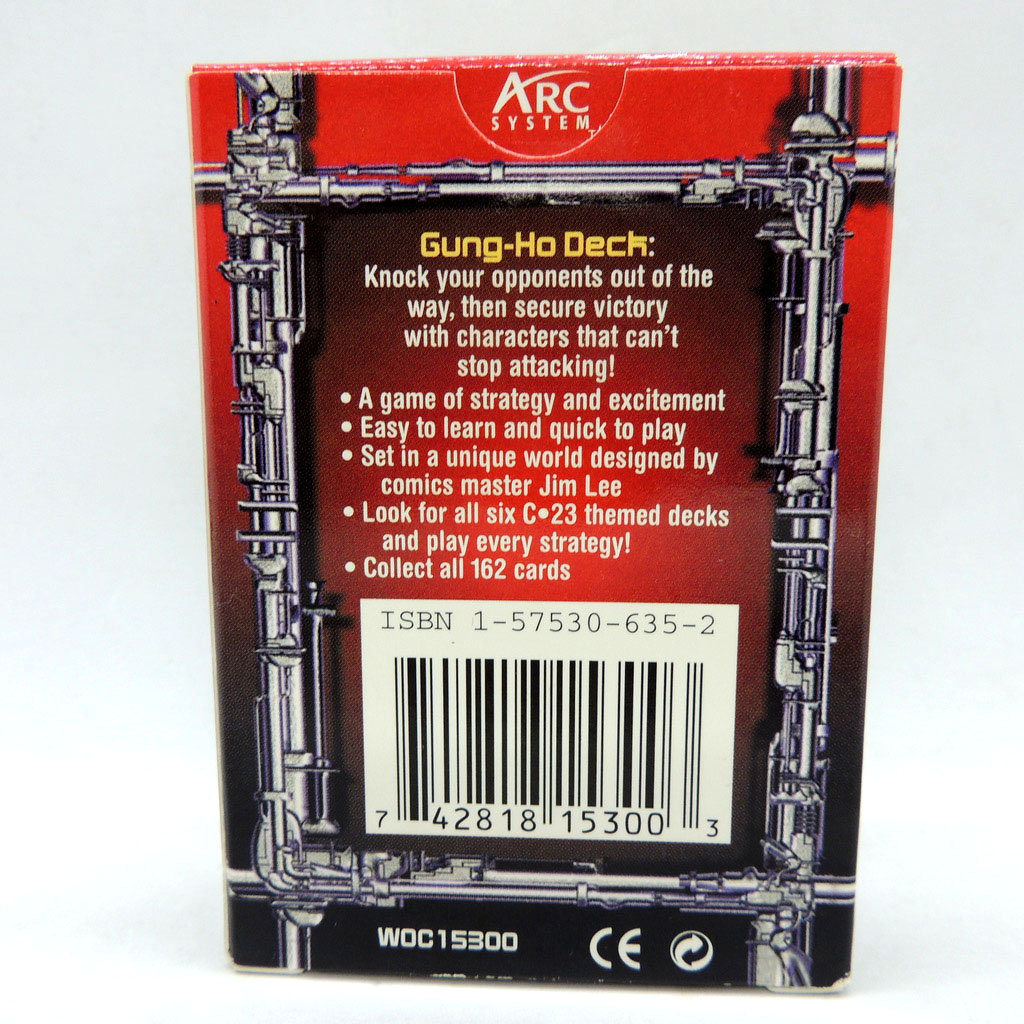 ARC
SYSTEM™
Gung-Ho Deck:
Knock your opponents out of the
way, then secure victory
with characters that can't
stop attacking!
• A game of strategy and excitement
• Easy to learn and quick to play
• Set in a unique world designed by
comics master Jim Lee
• Look for all six C•23 themed decks
and play every strategy!
• Collect all 162 cards
ISBN 1-57530-635-2
7 42818 15300 3
WOC15300
CE